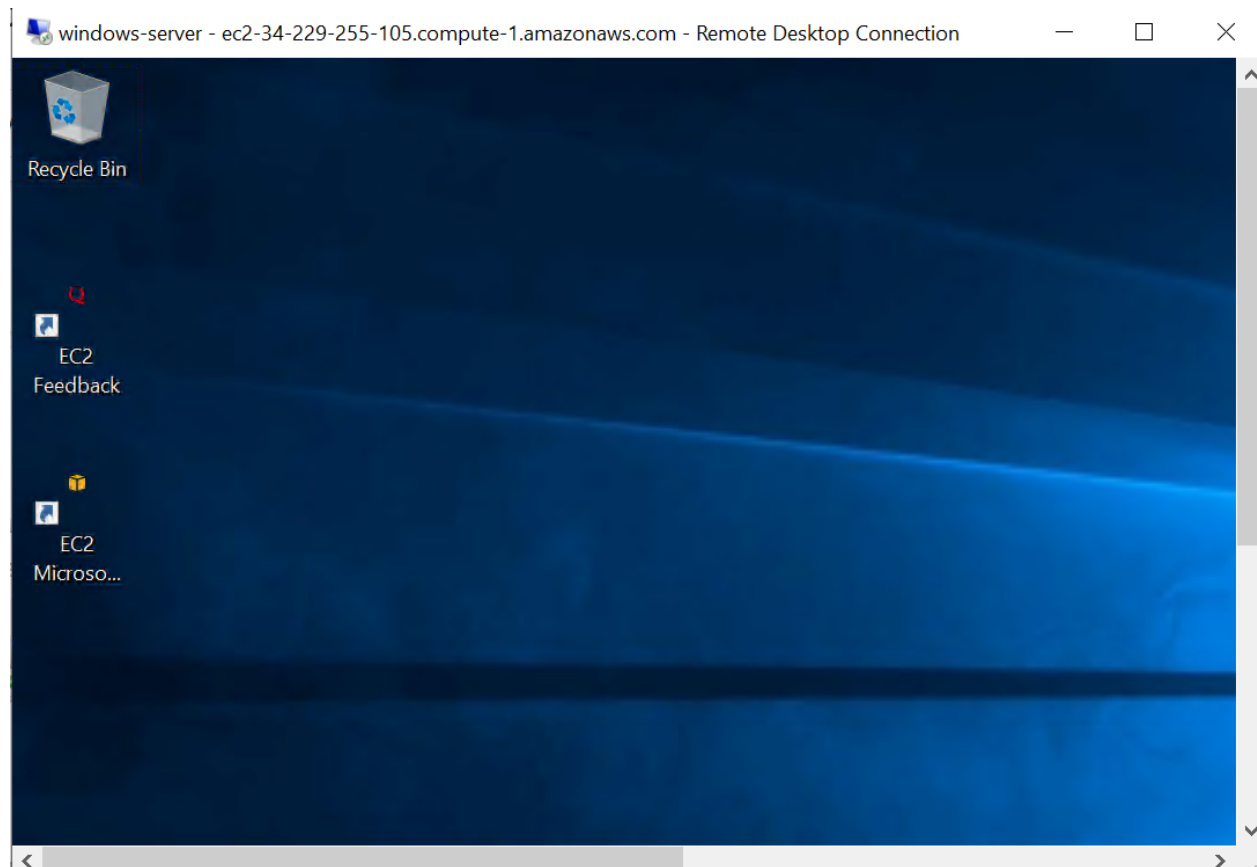 windows-server - ec2-34-229-255-105.compute-1.amazonaws.com - Remote Desktop Connection
Recycle Bin
EC2
Feedback
EC2
Microso...